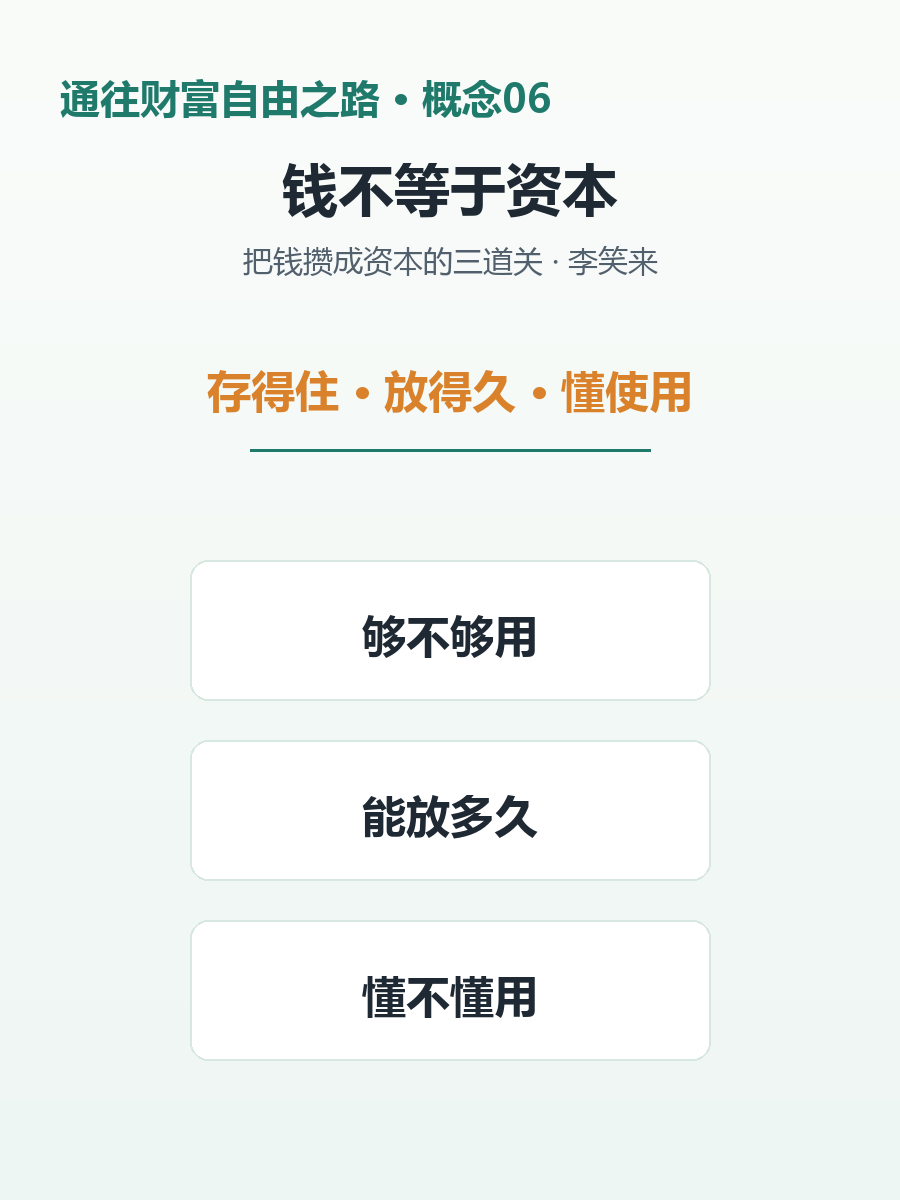 通往财富自由之路·概念06
钱不等于资本
把钱攒成资本的三道关 · 李笑来
存得住·放得久·懂使用
够不够用
能放多久
懂不懂用